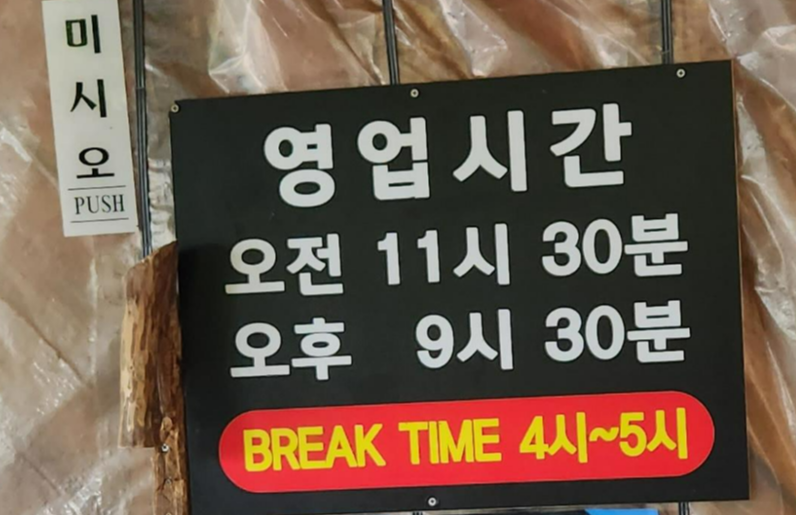 미시오
PUSH
영업시간
오전 11시 30분
오후 9시 30분
BREAK TIME 4시~5시